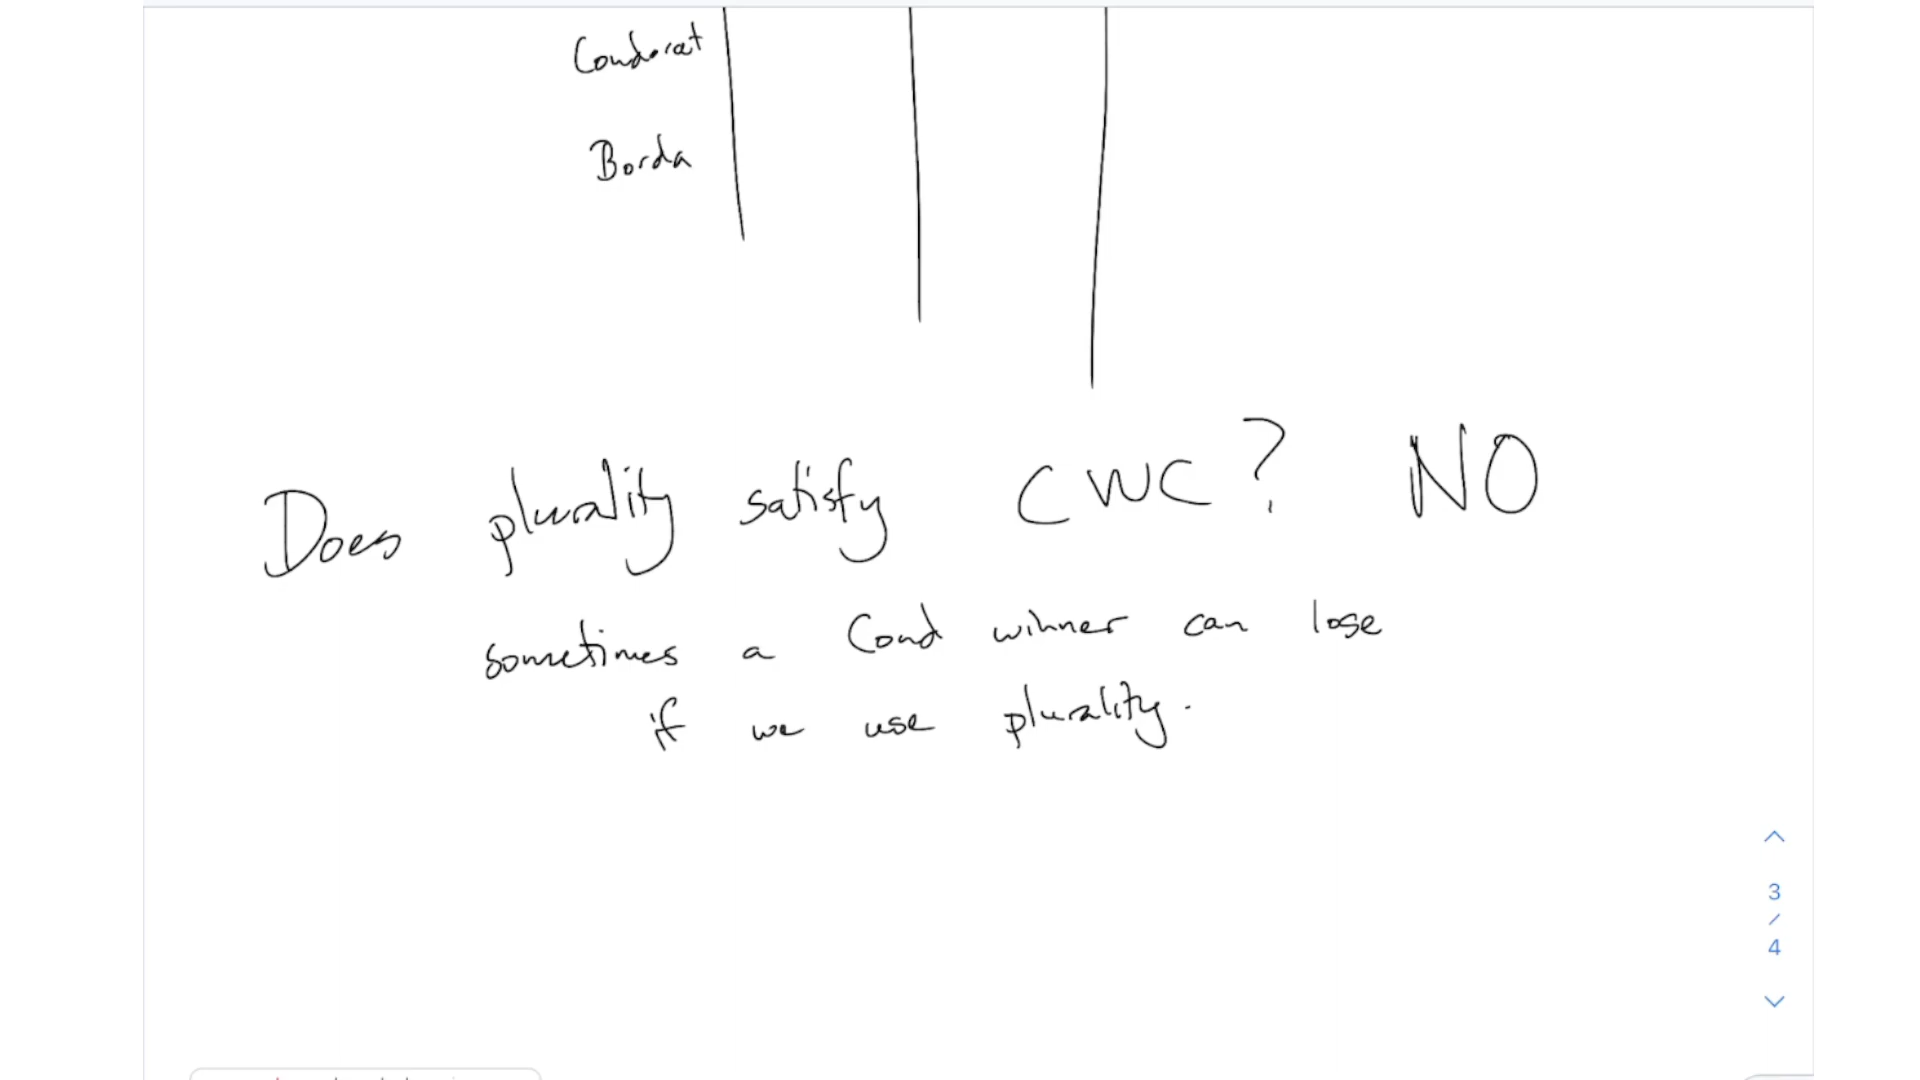 Condorcet
Borda
Does plurality satisfy CWC? NO
sometimes a Cond winner can lose
if we use plurality.
3
/
4